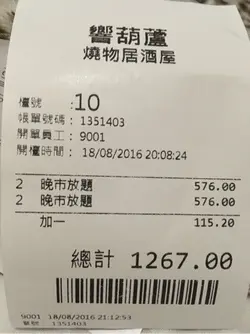 響葫蘆
燒物居酒屋
檯號 :10
帳單號碼 : 1351403
開單員工 : 9001
開檯時間 : 18/08/2016 20:08:24
2 晚市放題 576.00
2 晚市放題 576.00
加一 115.20
總計 1267.00
9001 18/08/2016 21:12:53
單號: 1351403